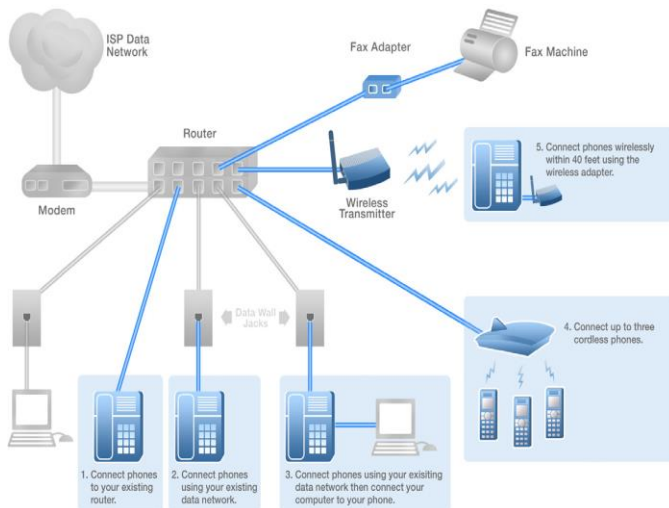 ISP Data
Network
Fax Adapter
Fax Machine
Router
Modem
Wireless
Transmitter
5. Connect phones wirelessly
within 40 feet using the
wireless adapter.
Data Wall
Jacks
4. Connect up to three
cordless phones.
1. Connect phones
to your existing
router.
2. Connect phones
using your existing
data network.
3. Connect phones using your exisiting
data network then connect your
computer to your phone.